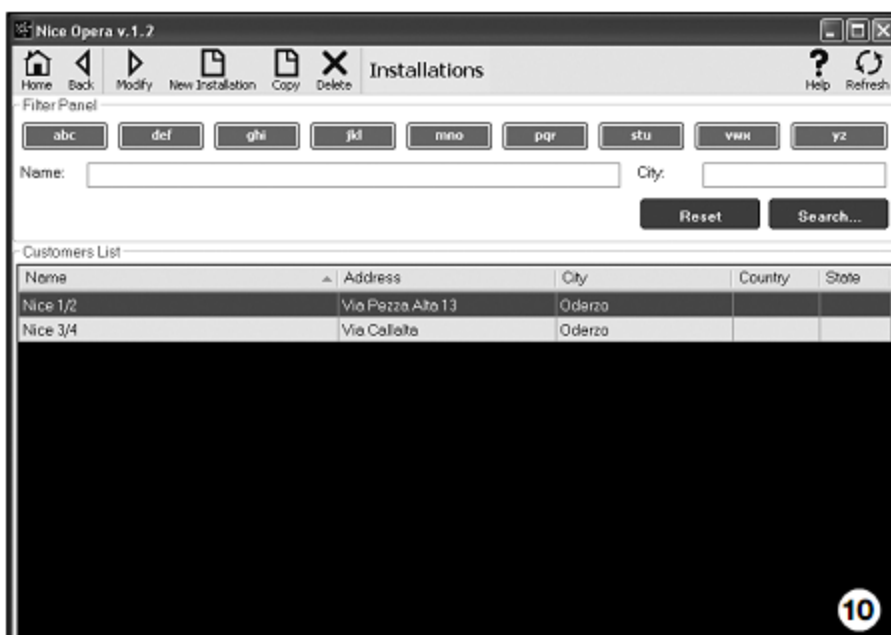 Nice Opera v.1.2
Home Back Modify New Installation Copy Delete Installations Help Refresh
Filter Panel
abc def ghi jkl mno pqr stu vwx yz
Name: City:
Reset Search...
Customers List
Name Address City Country State
Nice 1/2 Via Pezza Alta 13 Oderzo
Nice 3/4 Via Callalta Oderzo
10